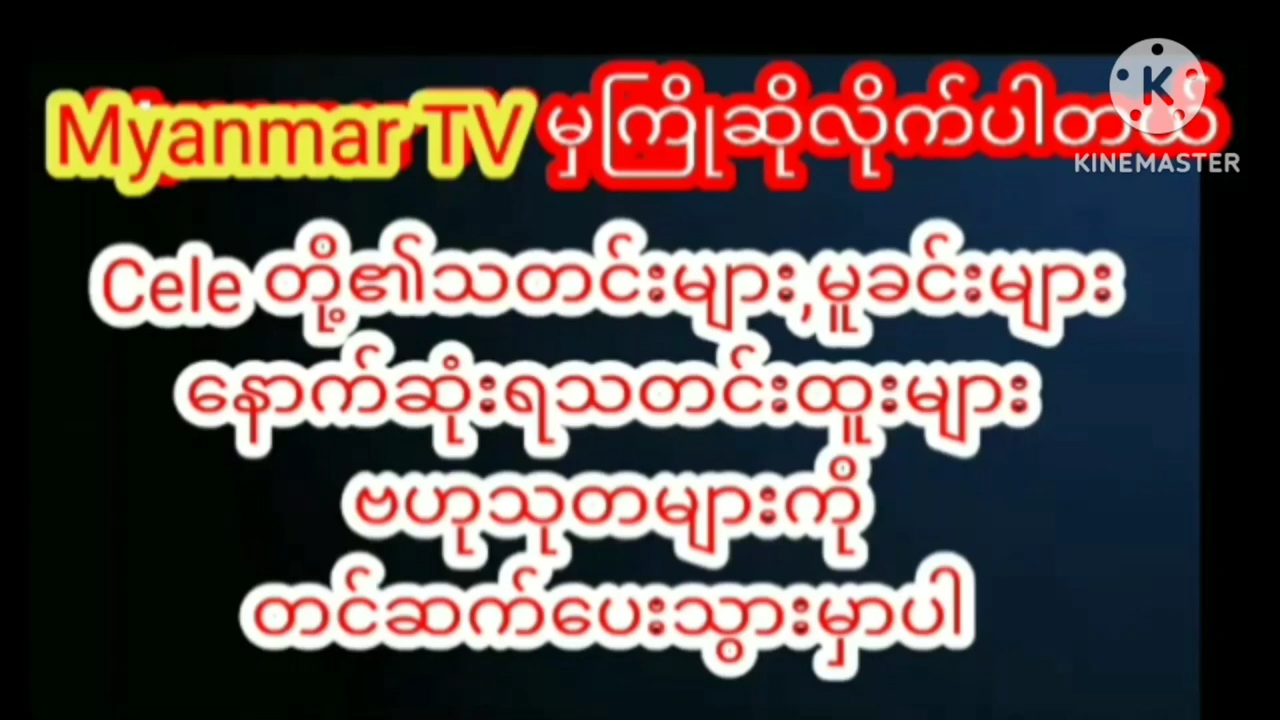 Myanmar TV မှကြိုဆိုလိုက်ပါတယ်
KINEMASTER
Cele တို့၏သတင်းများ,မှုခင်းများ
နောက်ဆုံးရသတင်းထူးများ
ဗဟုသုတများကို
တင်ဆက်ပေးသွားမှာပါ